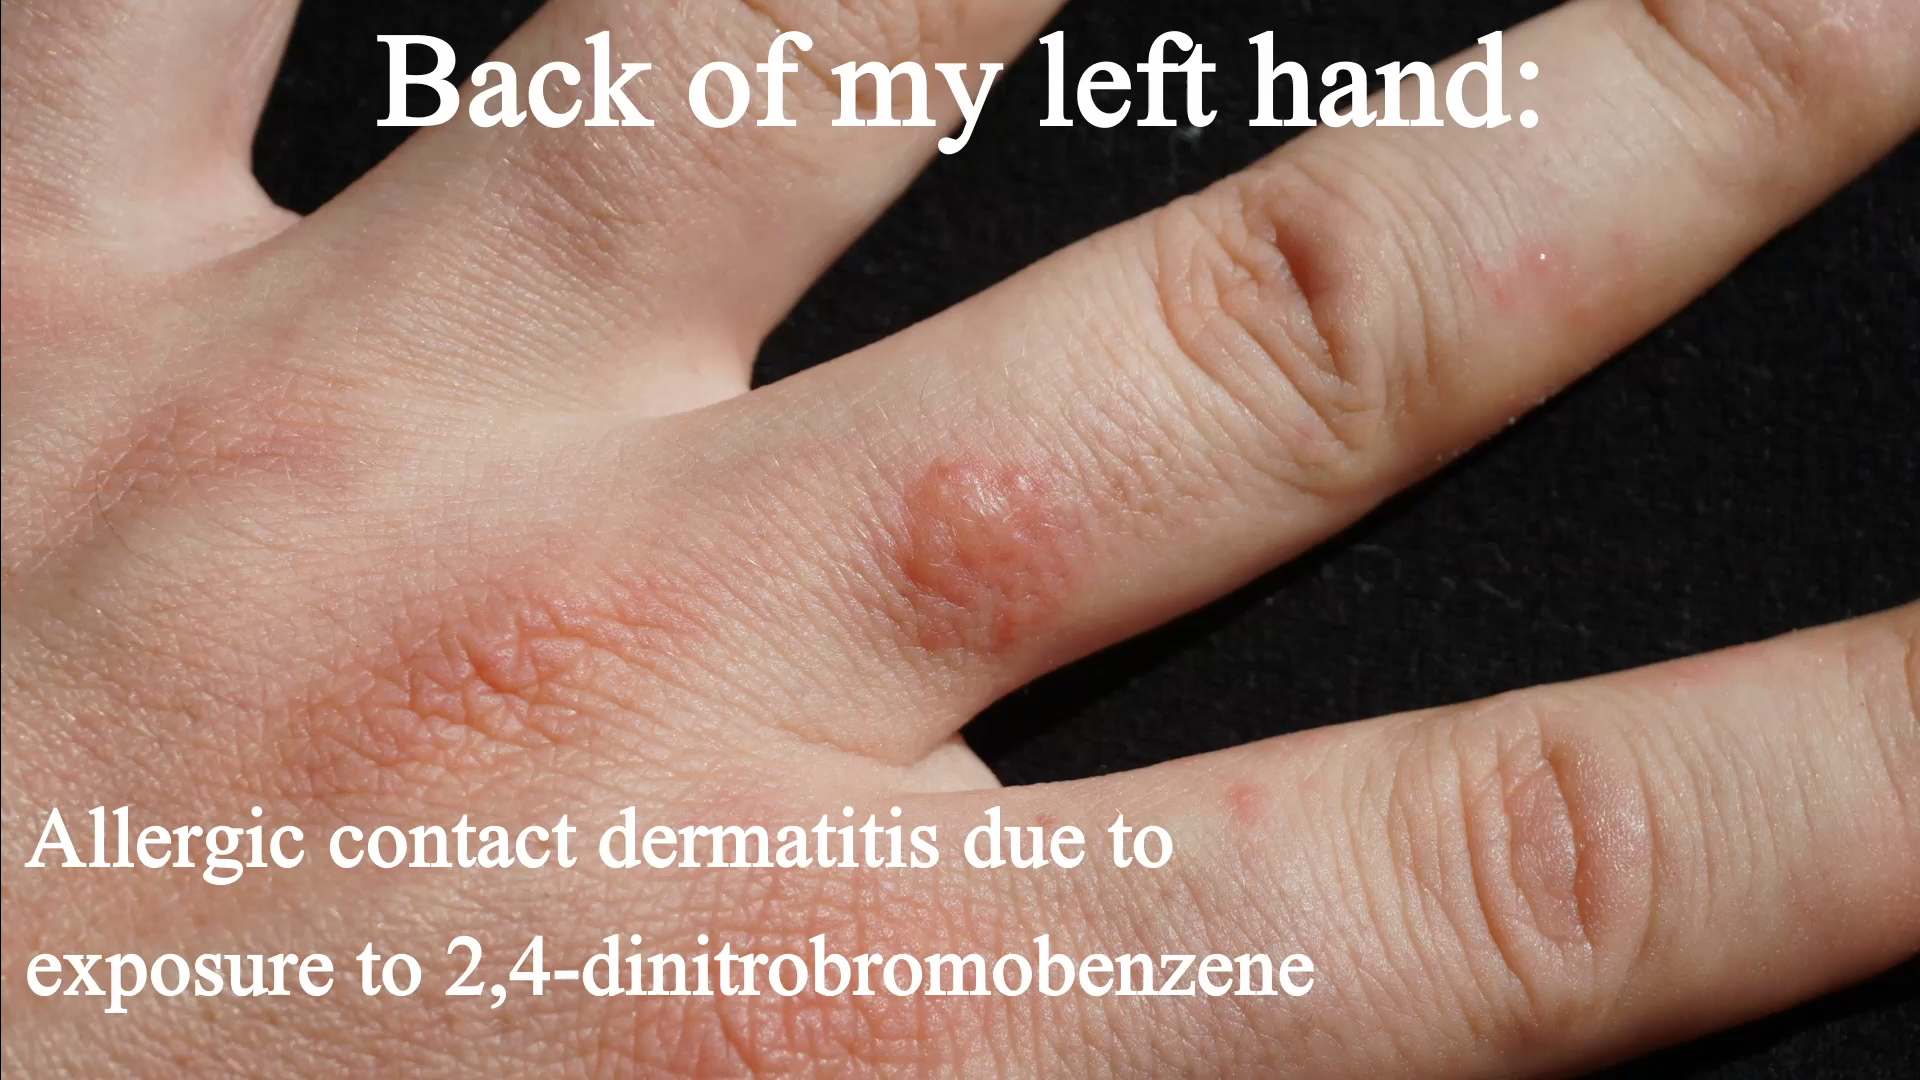 Back of my left hand:
Allergic contact dermatitis due to
exposure to 2,4-dinitrobromobenzene